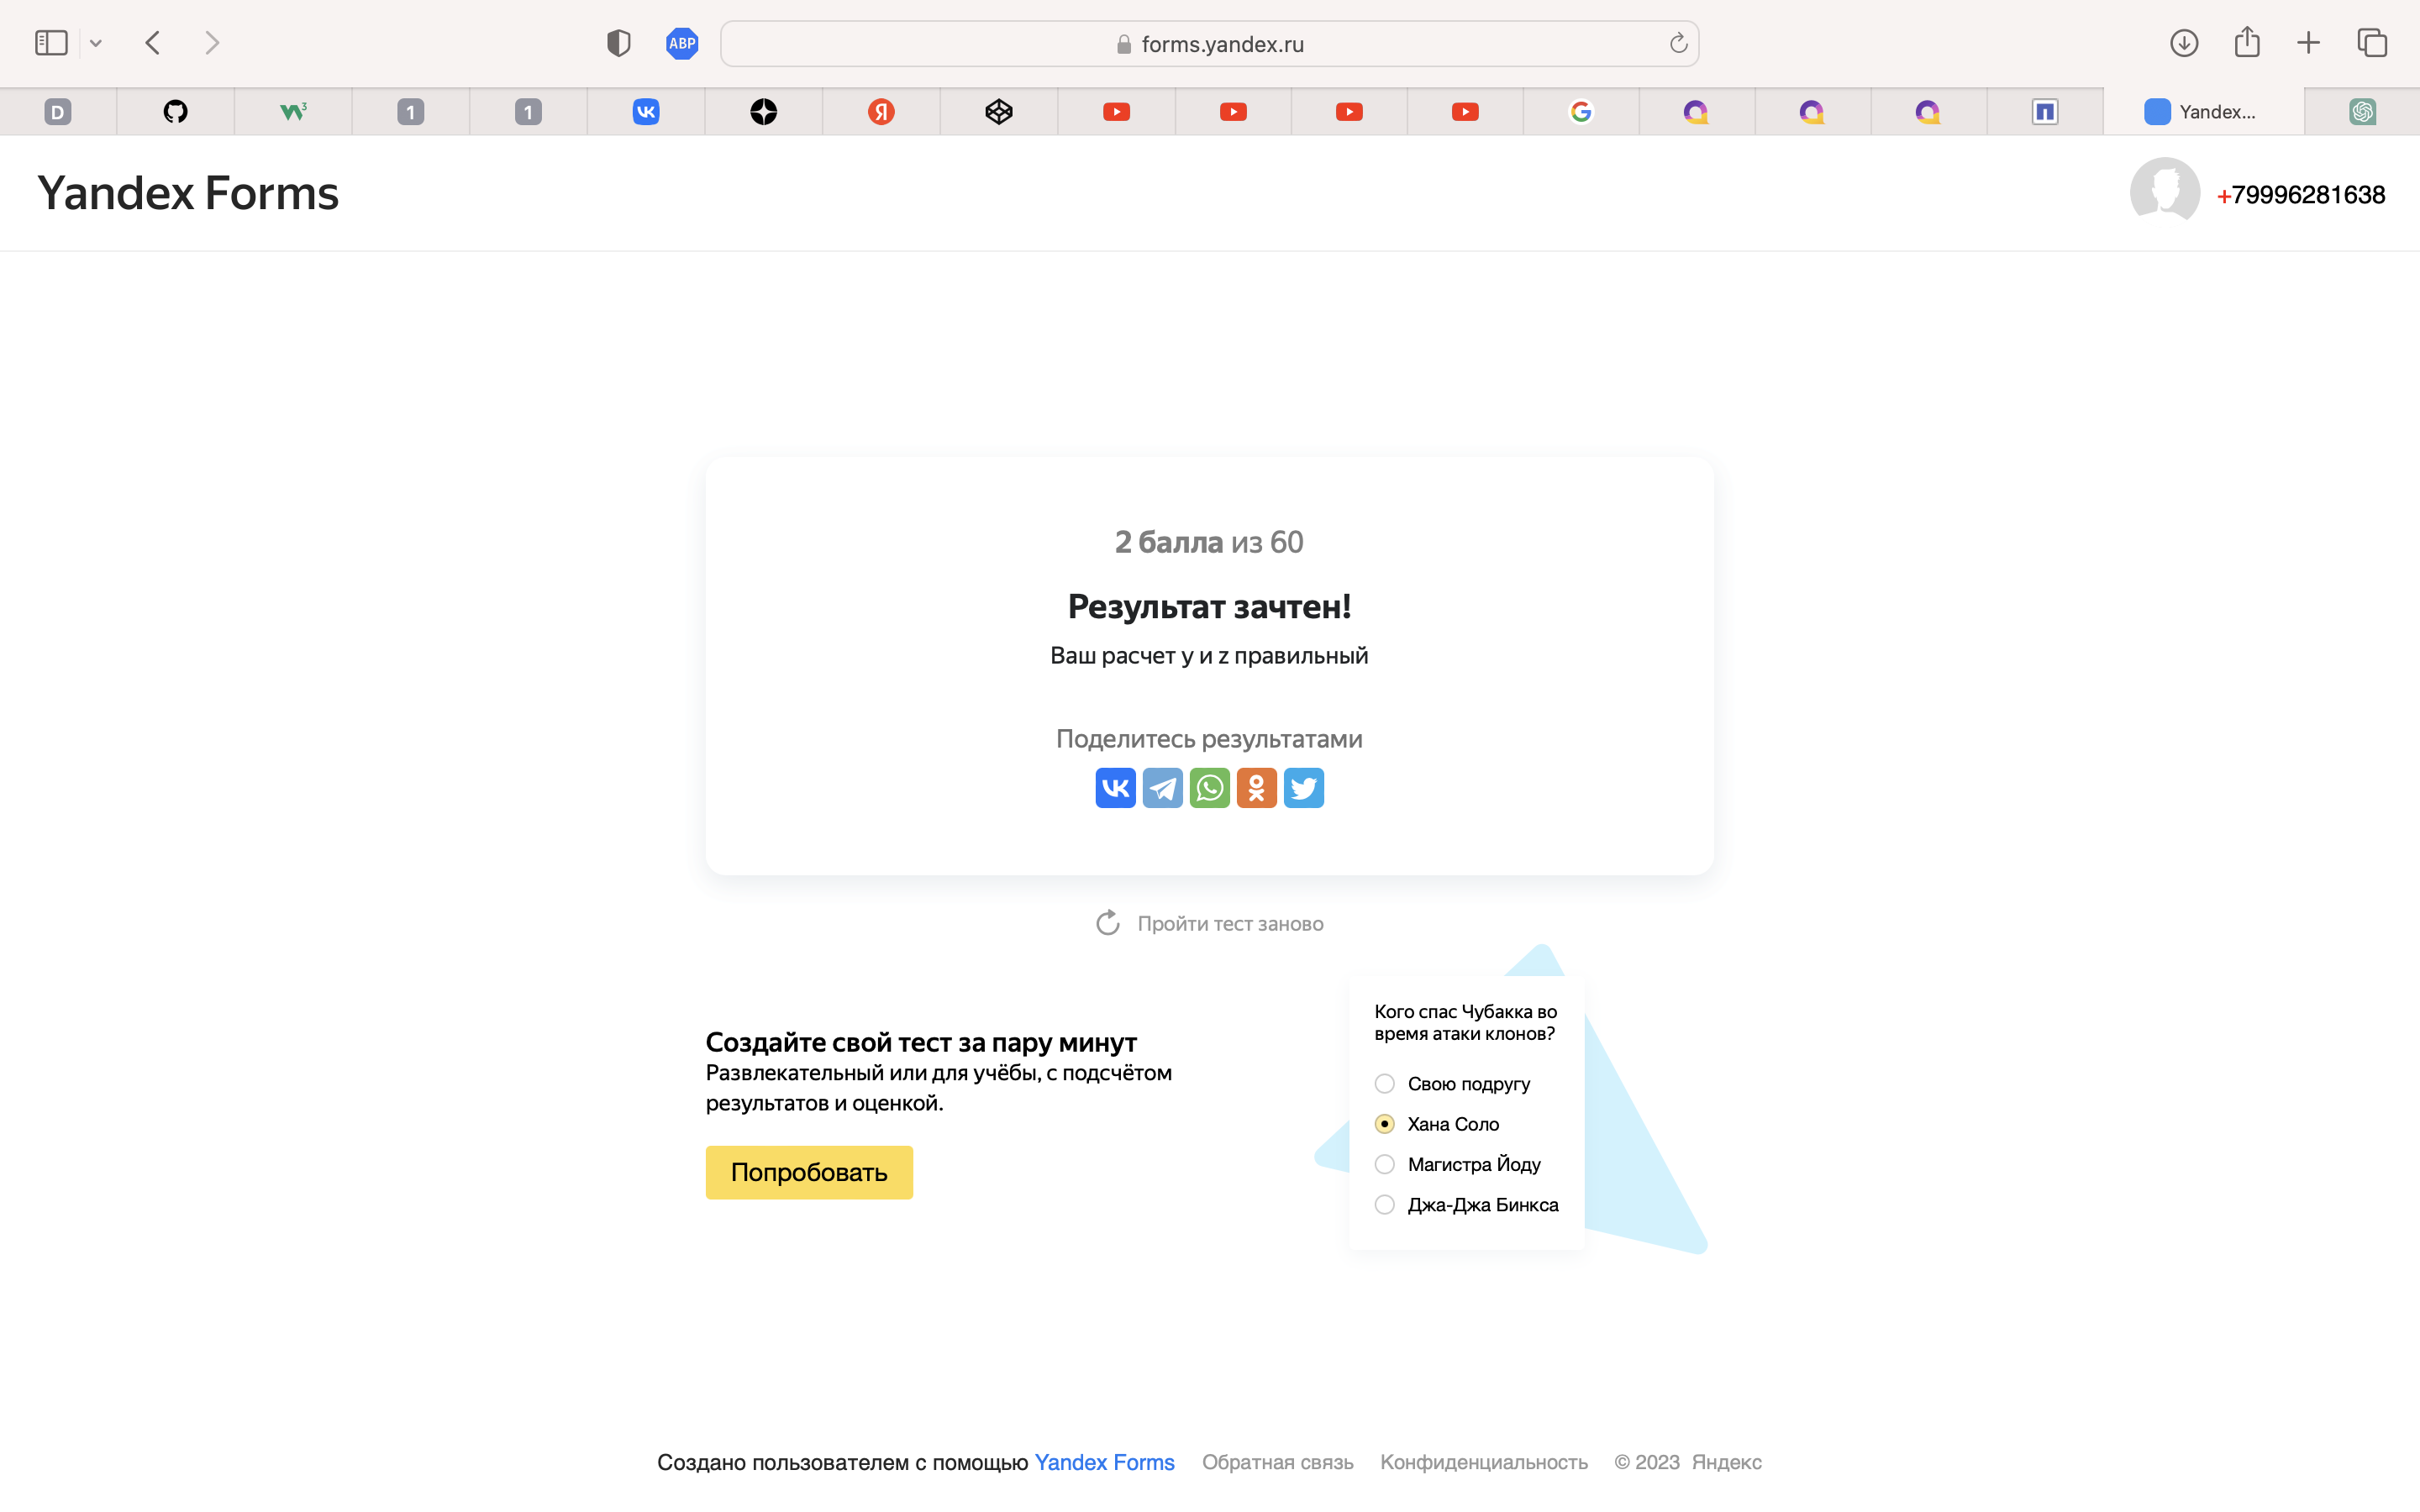 ABP
forms.yandex.ru
D
3
1
1
VK
Я
G
Yandex...
Yandex Forms
+79996281638
2 балла из 60
Результат зачтен!
Ваш расчет y и z правильный
Поделитесь результатами
Пройти тест заново
Кого спас Чубакка во
время атаки клонов?
Свою подругу
Хана Соло
Магистра Йоду
Джа-Джа Бинкса
Создайте свой тест за пару минут
Развлекательный или для учёбы, с подсчётом
результатов и оценкой.
Попробовать
Создано пользователем с помощью Yandex Forms Обратная связь Конфиденциальность © 2023 Яндекс